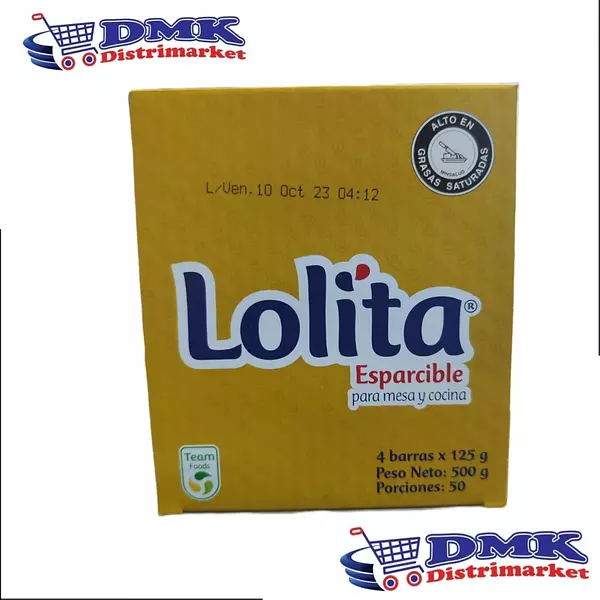 DMK
Distrimarket
ALTO EN
GRASAS SATURADAS
MINSALUD
L/Ven.10 Oct 23 04:12
Lolita®
Esparcible
para mesa y cocina
Team
Foods
4 barras x 125 g
Peso Neto: 500 g
Porciones: 50
DMK
Distrimarket